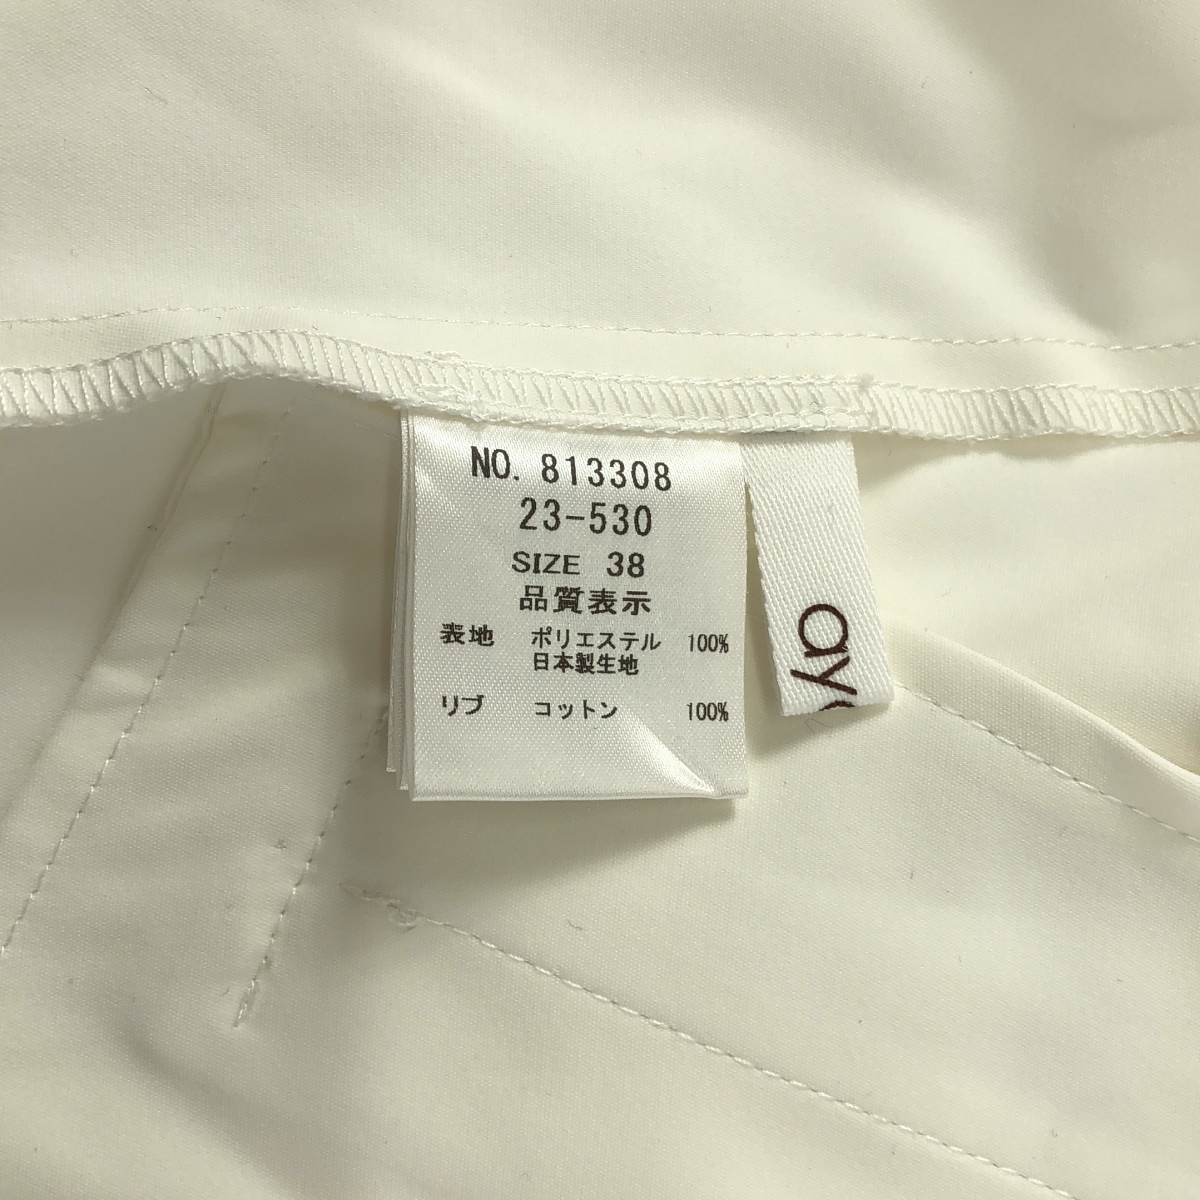 NO. 813308
23-530
SIZE 38
品質表示
表地 ポリエステル 100%
日本製生地
リブ コットン 100%
ay